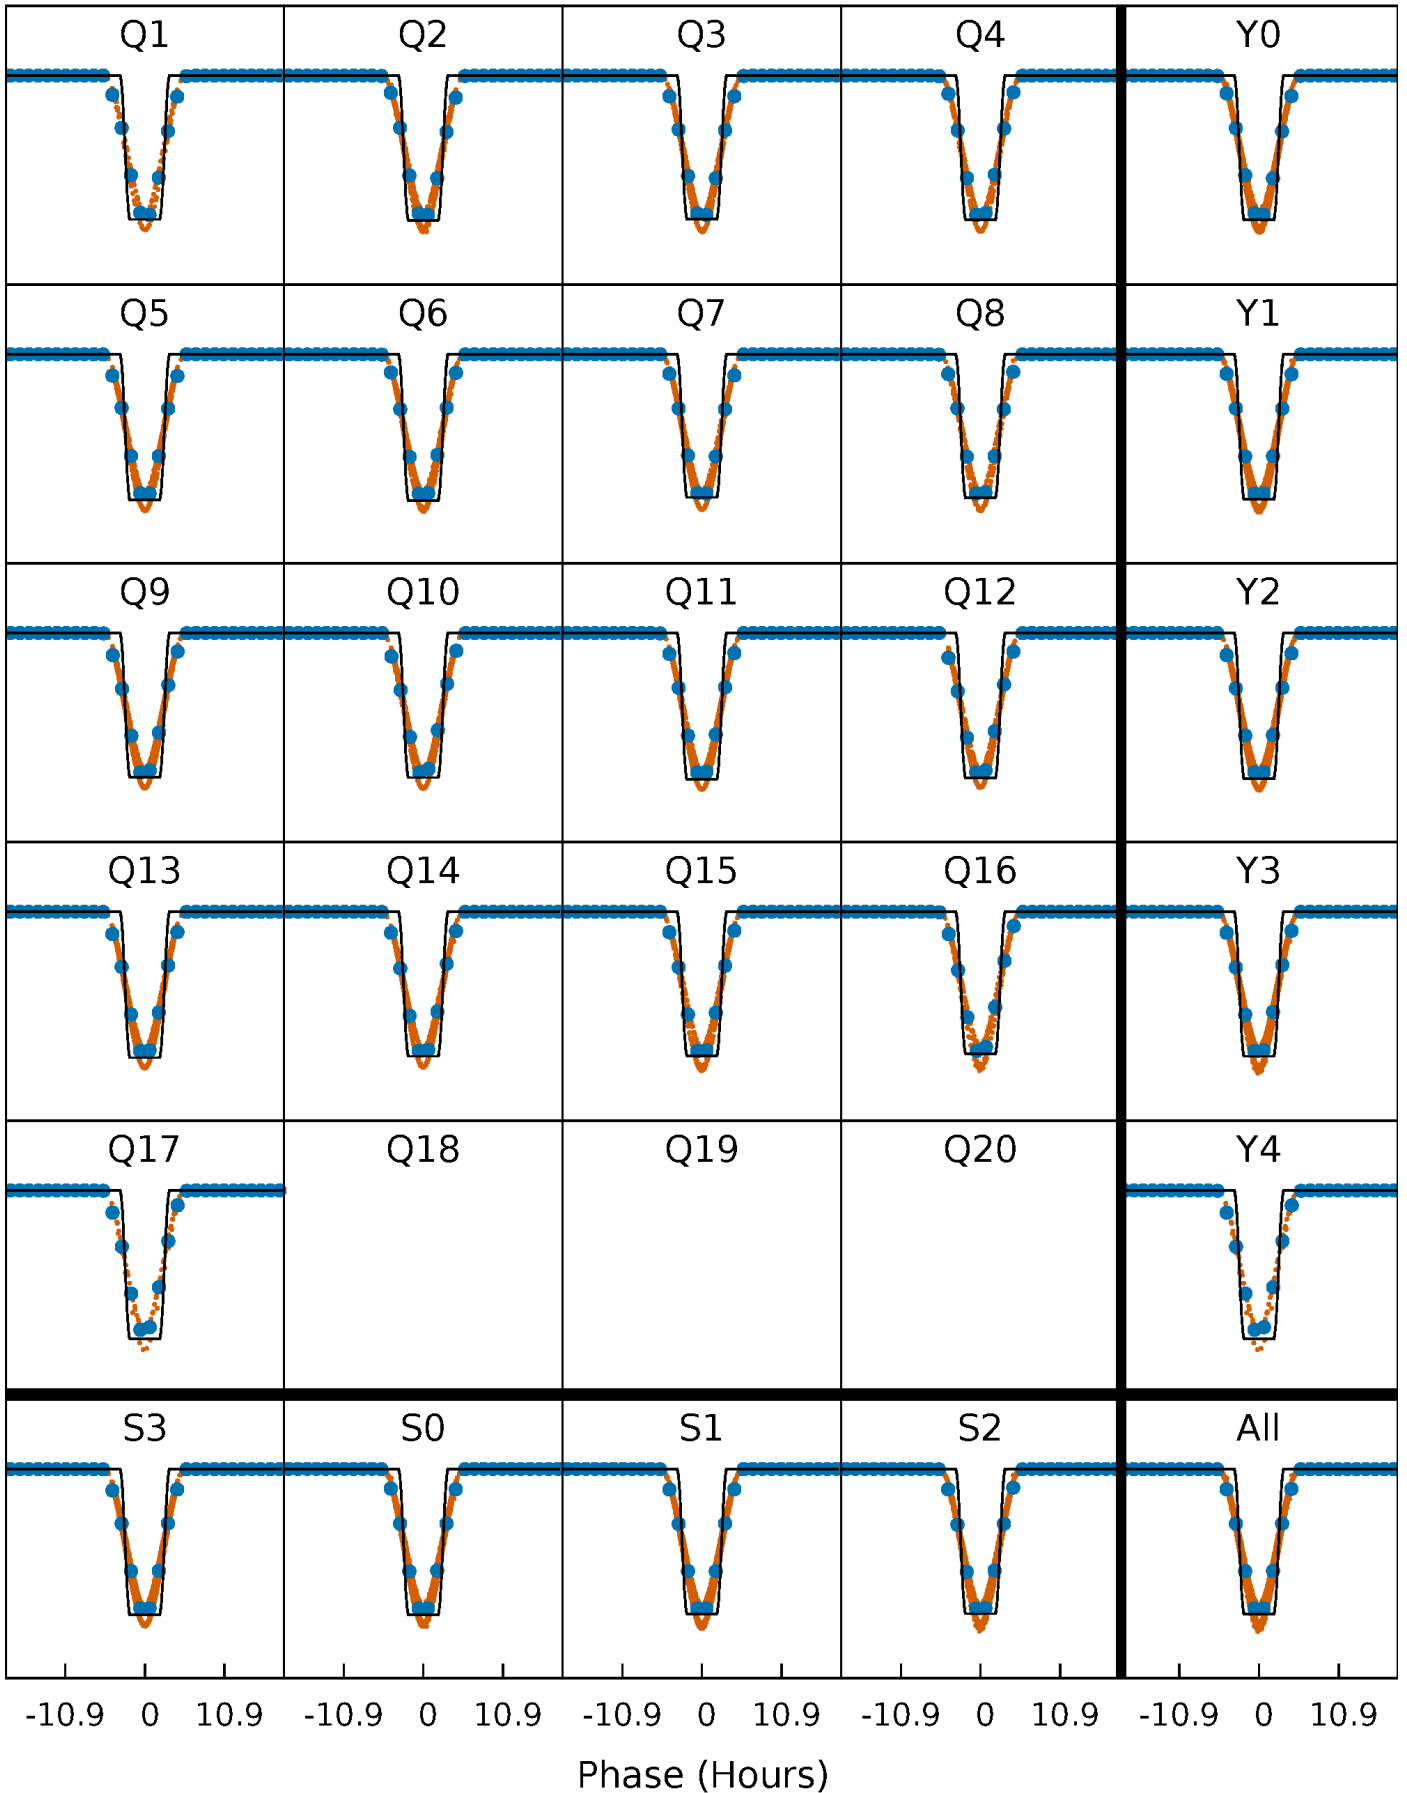 Q1 Q2 Q3 Q4 Y0
Q5 Q6 Q7 Q8 Y1
Q9 Q10 Q11 Q12 Y2
Q13 Q14 Q15 Q16 Y3
Q17 Q18 Q19 Q20 Y4
S3 S0 S1 S2 All
-10.9 0 10.9 -10.9 0 10.9 -10.9 0 10.9 -10.9 0 10.9 -10.9 0 10.9
Phase (Hours)